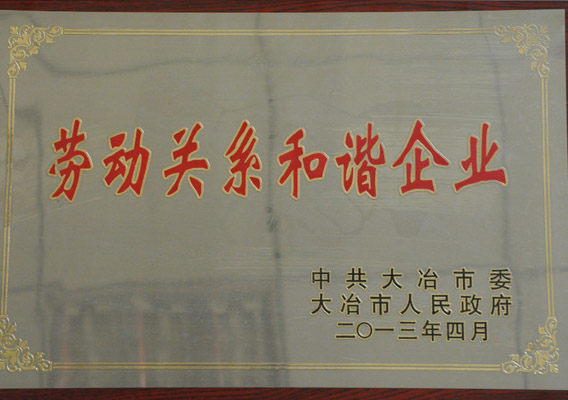 劳动关系和谐企业
中共大冶市委
大冶市人民政府
二〇一三年四月